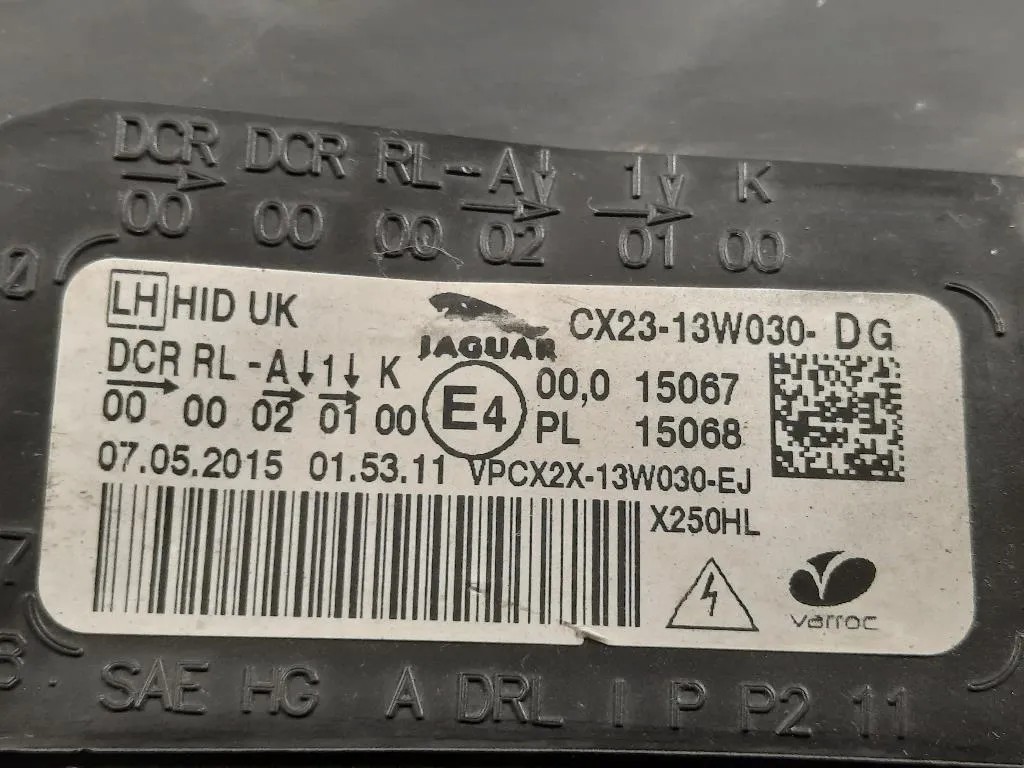 DCR DCR RL-A↓ 1↓ K
00 00 00 02 01 00
LH HID UK
JAGUAR
CX23-13W030- DG
DCR RL -A↓1↓ K
00 00 02 01 00
E4
00,0 15067
PL 15068
07.05.2015 01.53.11 VPCX2X-13W030-EJ
X250HL
varroc
SAE HG A DRL I P P2 11